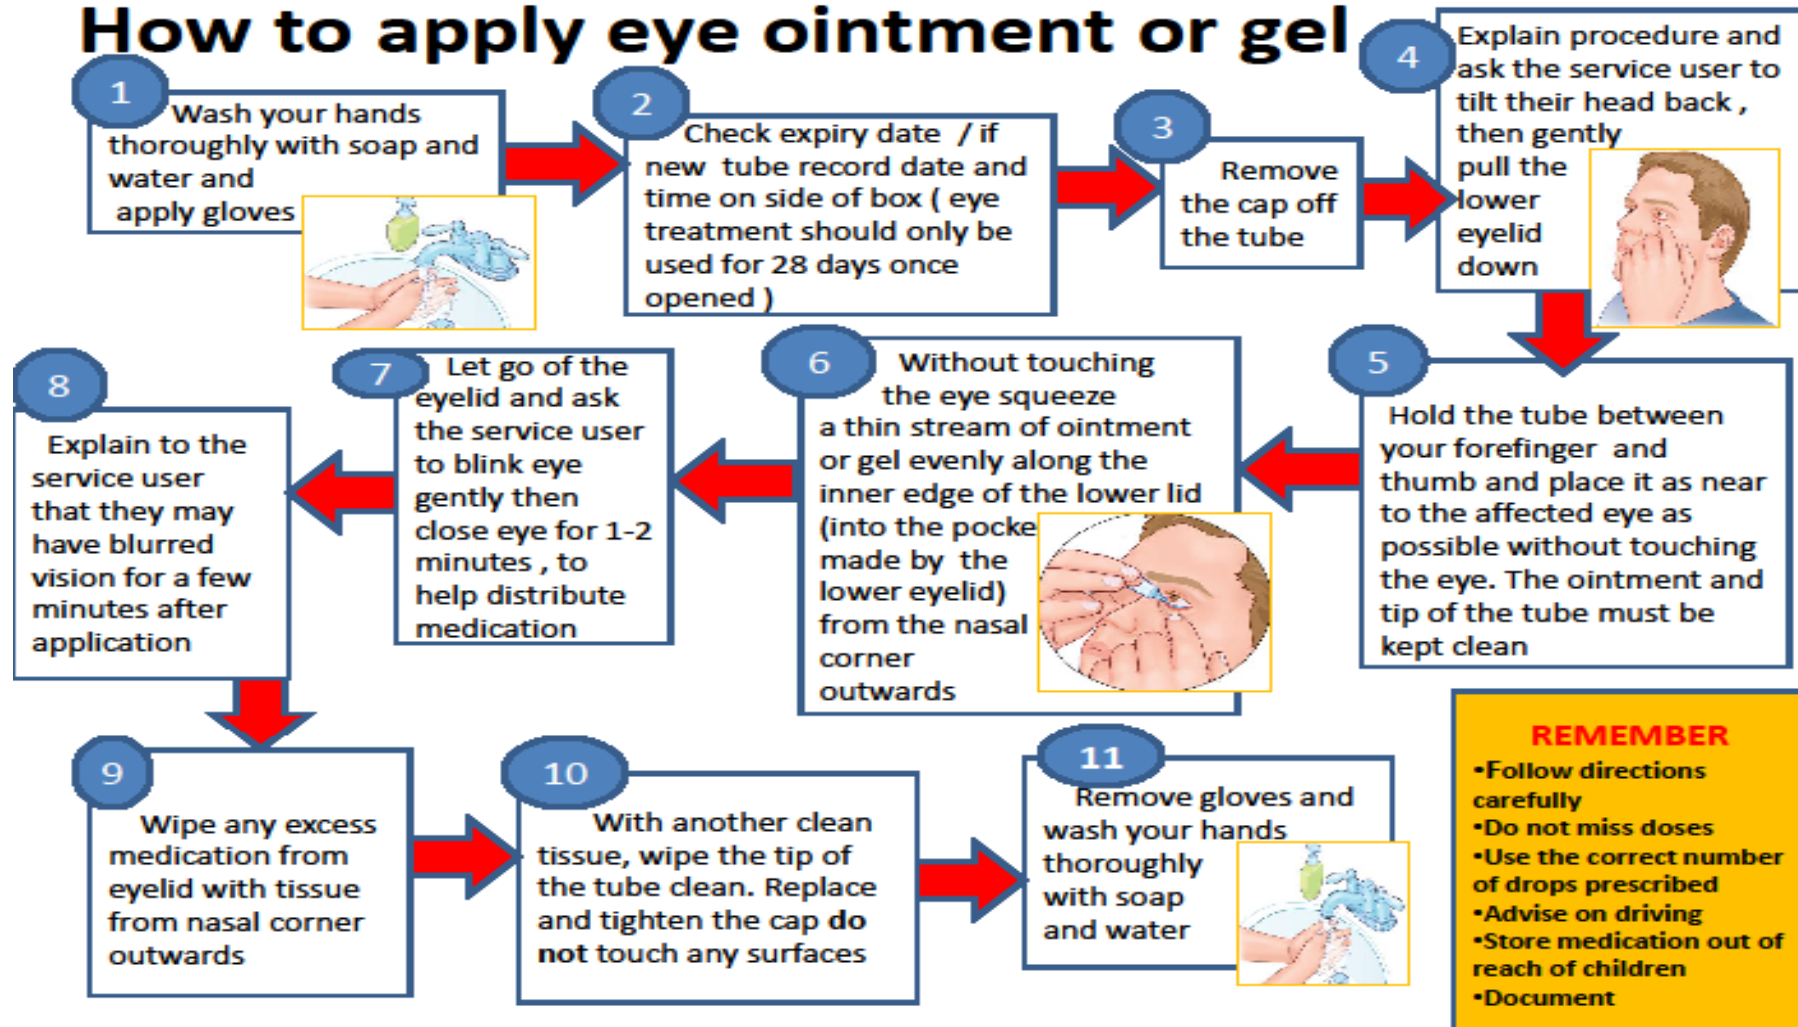 How to apply eye ointment or gel
1
Wash your hands
thoroughly with soap and
water and
apply gloves
2
Check expiry date / if
new tube record date and
time on side of box ( eye
treatment should only be
used for 28 days once
opened )
3
Remove
the cap off
the tube
4
Explain procedure and
ask the service user to
tilt their head back ,
then gently
pull the
lower
eyelid
down
5
Hold the tube between
your forefinger and
thumb and place it as near
to the affected eye as
possible without touching
the eye. The ointment and
tip of the tube must be
kept clean
6
Without touching
the eye squeeze
a thin stream of ointment
or gel evenly along the
inner edge of the lower lid
(into the pocke
made by the
lower eyelid)
from the nasal
corner
outwards
7
Let go of the
eyelid and ask
the service user
to blink eye
gently then
close eye for 1-2
minutes , to
help distribute
medication
8
Explain to the
service user
that they may
have blurred
vision for a few
minutes after
application
9
Wipe any excess
medication from
eyelid with tissue
from nasal corner
outwards
10
With another clean
tissue, wipe the tip of
the tube clean. Replace
and tighten the cap do
not touch any surfaces
11
Remove gloves and
wash your hands
thoroughly
with soap
and water
REMEMBER
•Follow directions
carefully
•Do not miss doses
•Use the correct number
of drops prescribed
•Advise on driving
•Store medication out of
reach of children
•Document